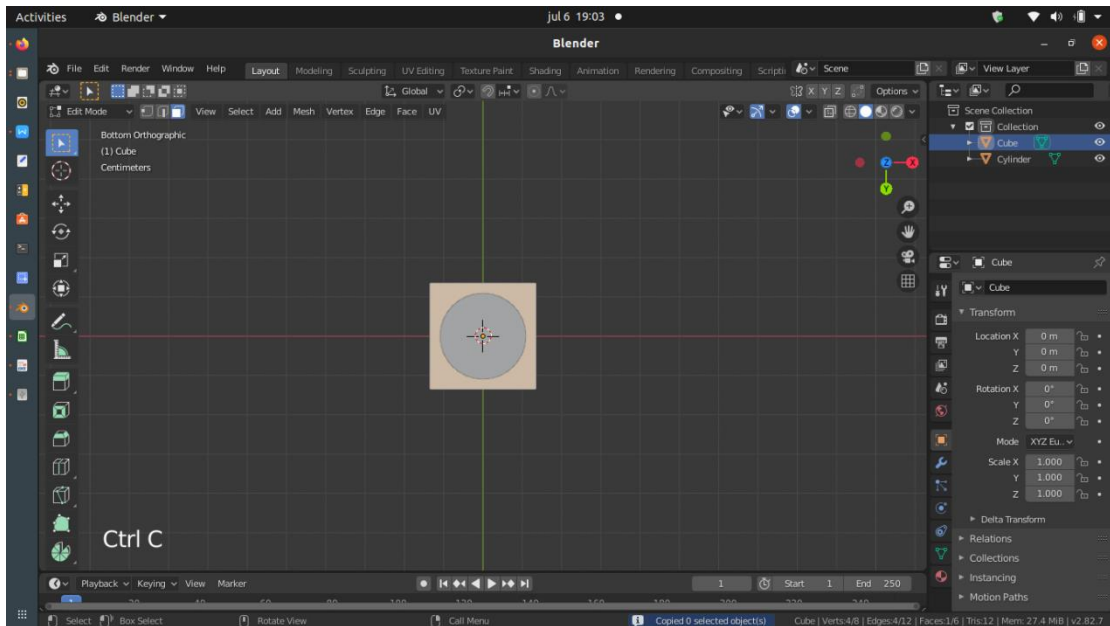 Activities Blender jul 6 19:03
Blender
File Edit Render Window Help Layout Modeling Sculpting UV Editing Texture Paint Shading Animation Rendering Compositing Scripti Scene View Layer
Global X Y Z Options
Edit Mode View Select Add Mesh Vertex Edge Face UV
Scene Collection
Collection
Cube
Cylinder
Bottom Orthographic
(1) Cube
Centimeters
Z X
Y
Cube
Cube
Transform
Location X 0 m
Y 0 m
Z 0 m
Rotation X 0°
Y 0°
Z 0°
Mode XYZ Eu..
Scale X 1.000
Y 1.000
Z 1.000
Delta Transform
Relations
Collections
Instancing
Motion Paths
Ctrl C
Playback Keying View Marker 1 Start 1 End 250
Select Box Select Rotate View Call Menu Copied 0 selected object(s) Cube | Verts:4/8 | Edges:4/12 | Faces:1/6 | Tris:12 | Mem: 27.4 MiB | v2.82.7